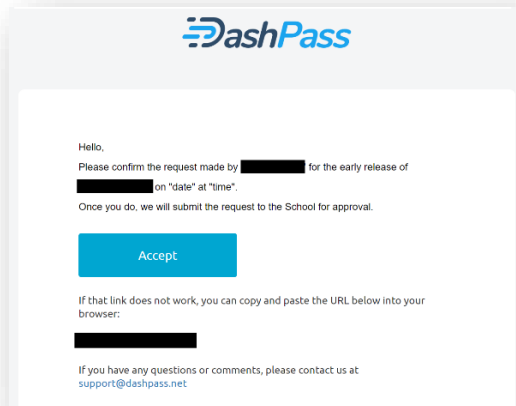 DashPass
Hello,
Please confirm the request made by for the early release of
on "date" at "time".
Once you do, we will submit the request to the School for approval.
Accept
If that link does not work, you can copy and paste the URL below into your
browser:
If you have any questions or comments, please contact us at
support@dashpass.net